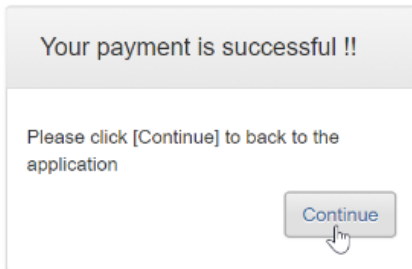 Your payment is successful !!
Please click [Continue] to back to the
application
Continue